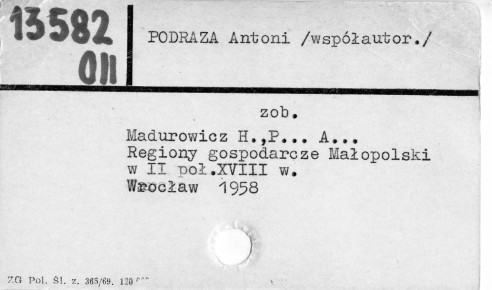 13582
011
PODRAZA Antoni /współautor./
zob.
Madurowicz H.,P... A...
Regiony gospodarcze Małopolski
w II poł.XVIII w.
Wrocław 1958
ZG Pol. Śl. z. 365/69. 120